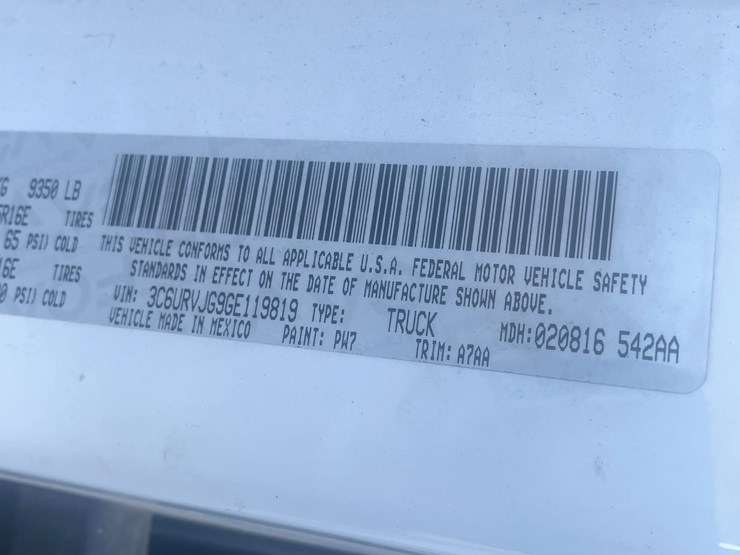 9350 LB
R16E TIRES
65 PSI) COLD
16E TIRES
PSI) COLD
THIS VEHICLE CONFORMS TO ALL APPLICABLE U.S.A. FEDERAL MOTOR VEHICLE SAFETY
STANDARDS IN EFFECT ON THE DATE OF MANUFACTURE SHOWN ABOVE.
VIN: 3C6URVJG9GE119819 TYPE: TRUCK MDH:020816 542AA
VEHICLE MADE IN MEXICO PAINT: PW7 TRIM: A7AA